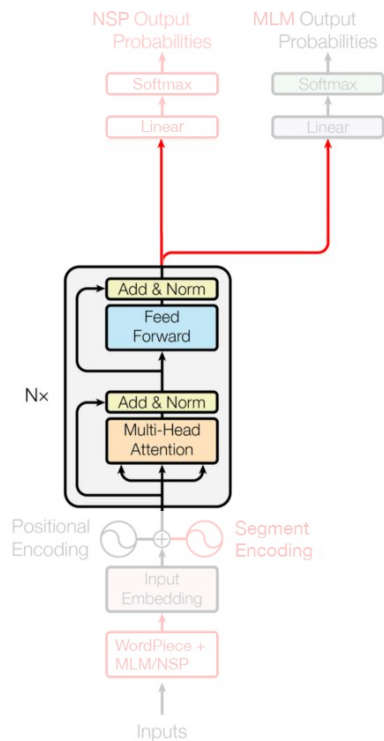 NSP Output
Probabilities
MLM Output
Probabilities
Softmax
Softmax
Linear
Linear
Add & Norm
Feed
Forward
N×
Add & Norm
Multi-Head
Attention
Positional
Encoding
Segment
Encoding
Input
Embedding
WordPiece +
MLM/NSP
Inputs